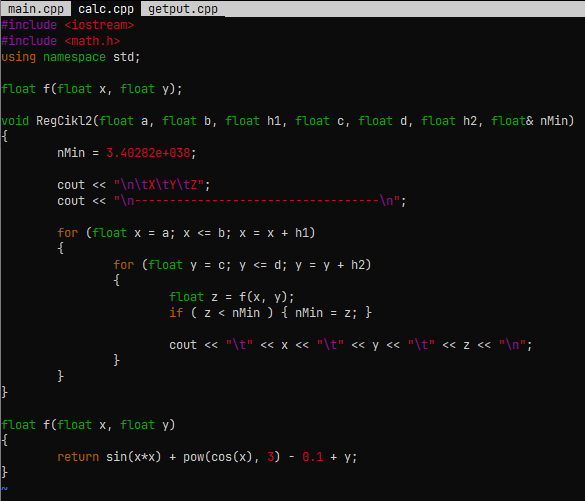 main.cpp calc.cpp getput.cpp
#include <iostream>
#include <math.h>
using namespace std;

float f(float x, float y);

void RegCikl2(float a, float b, float h1, float c, float d, float h2, float& nMin)
{
        nMin = 3.40282e+038;

        cout << "\n\tX\tY\tZ";
        cout << "\n-----------------------------------\n";

        for (float x = a; x <= b; x = x + h1)
        {
                for (float y = c; y <= d; y = y + h2)
                {
                        float z = f(x, y);
                        if ( z < nMin ) { nMin = z; }

                        cout << "\t" << x << "\t" << y << "\t" << z << "\n";
                }
        }
}

float f(float x, float y)
{
        return sin(x*x) + pow(cos(x), 3) - 0.1 + y;
}
~